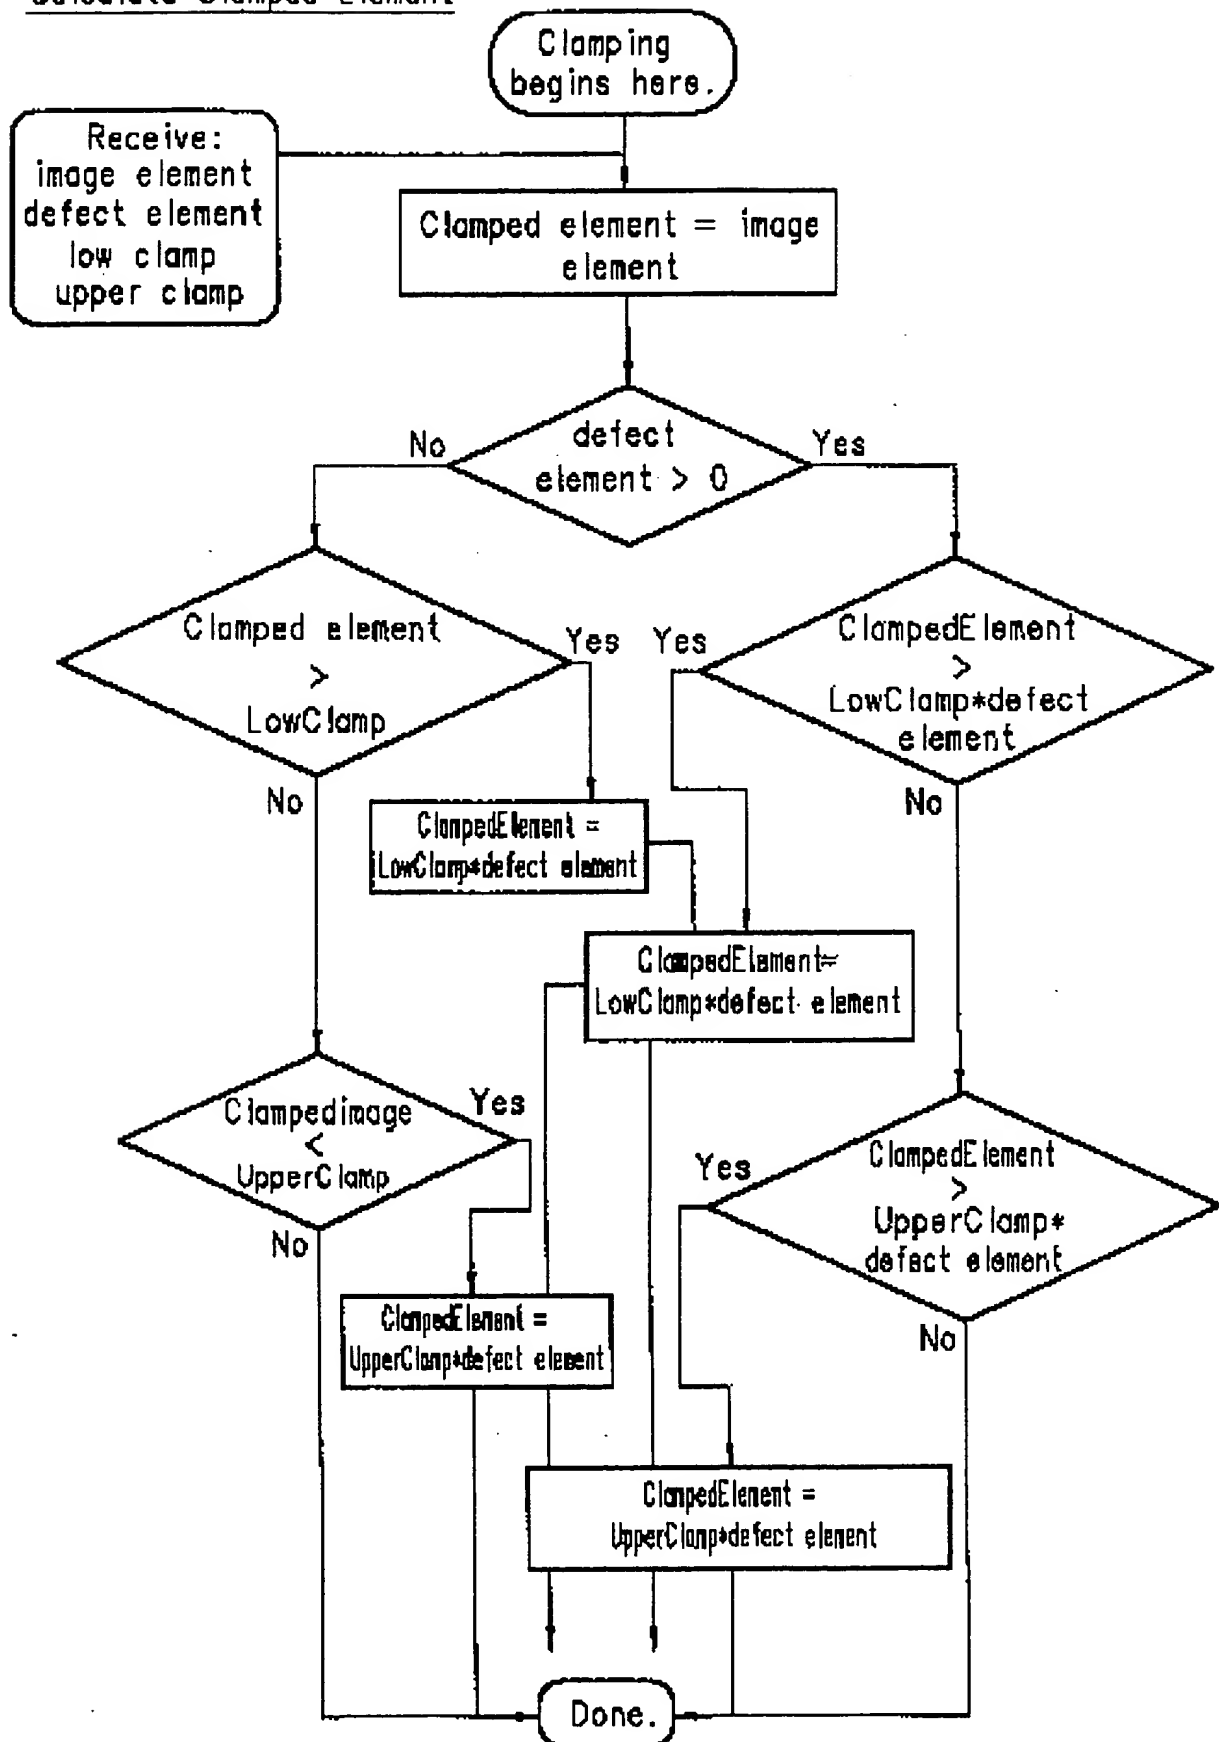 Calculate Clamped Element
Clamping
begins here.
Receive:
image element
defect element
low clamp
upper clamp
Clamped element = image
element
No
defect
element > 0
Yes
Clamped element
>
LowClamp
Yes
Yes
ClampedElement
>
LowClamp*defect
element
No
ClampedElement =
LowClamp*defect element
No
ClampedElement=
LowClamp*defect element
Clampedimage
<
UpperClamp
Yes
No
Yes
ClampedElement
>
UpperClamp*
defect element
ClampedElement =
UpperClamp*defect element
No
ClampedElement =
UpperClamp*defect element
Done.